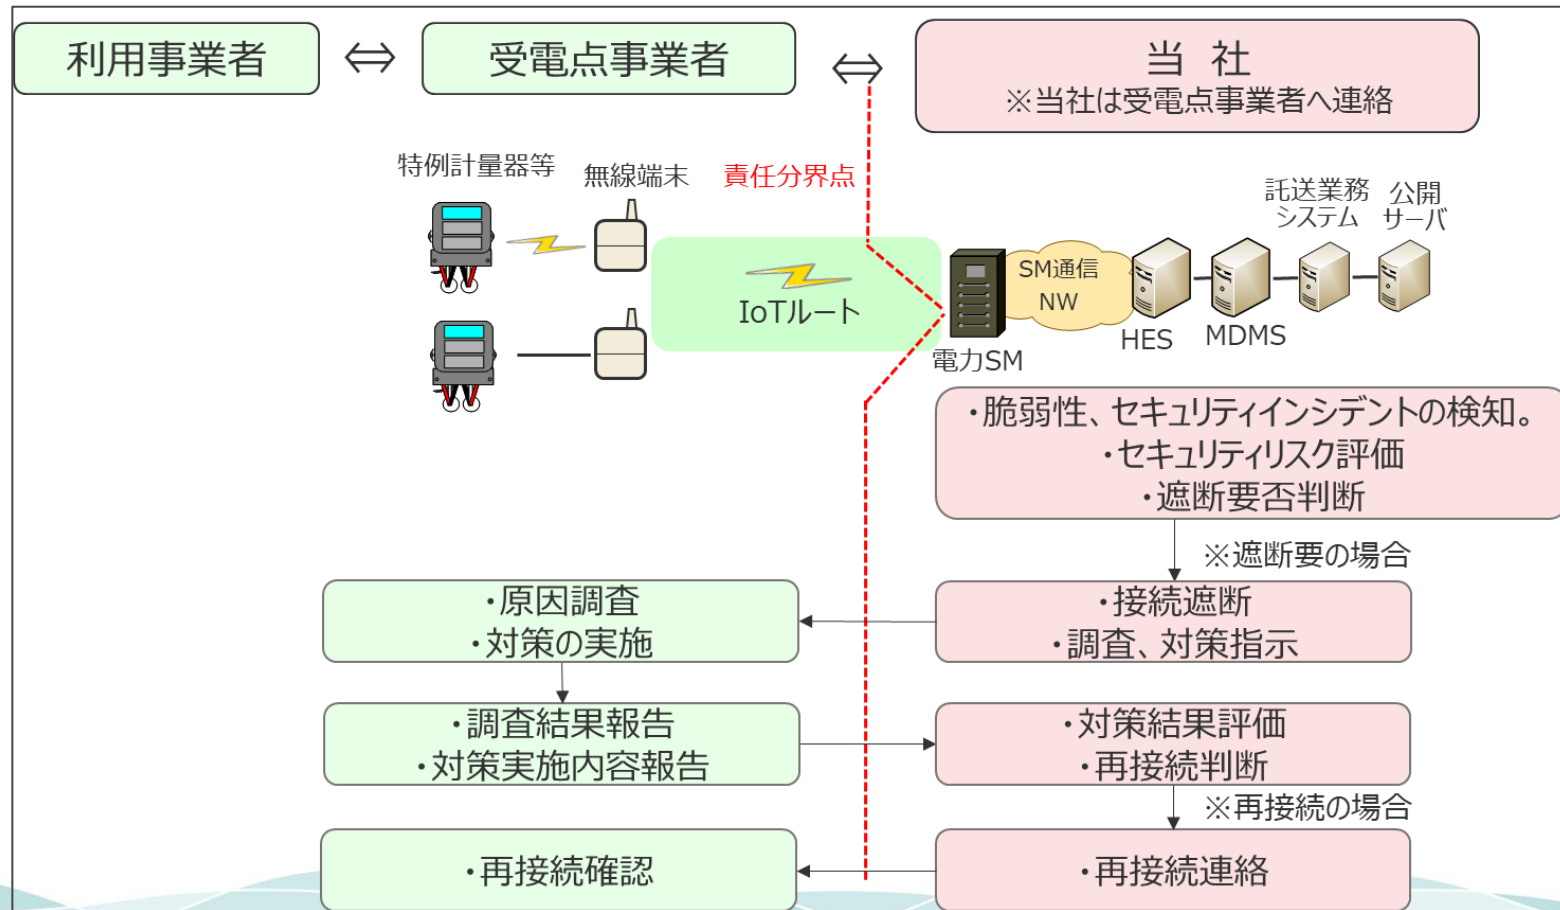 利用事業者
⇔
受電点事業者
⇔
当 社
※当社は受電点事業者へ連絡
特例計量器等
無線端末
責任分界点
託送業務
システム
公開
サーバ
IoTルート
SM通信
NW
電力SM
HES
MDMS
・脆弱性、セキュリティインシデントの検知。
・セキュリティリスク評価
・遮断要否判断
※遮断要の場合
・原因調査
・対策の実施
・接続遮断
・調査、対策指示
・調査結果報告
・対策実施内容報告
・対策結果評価
・再接続判断
※再接続の場合
・再接続確認
・再接続連絡